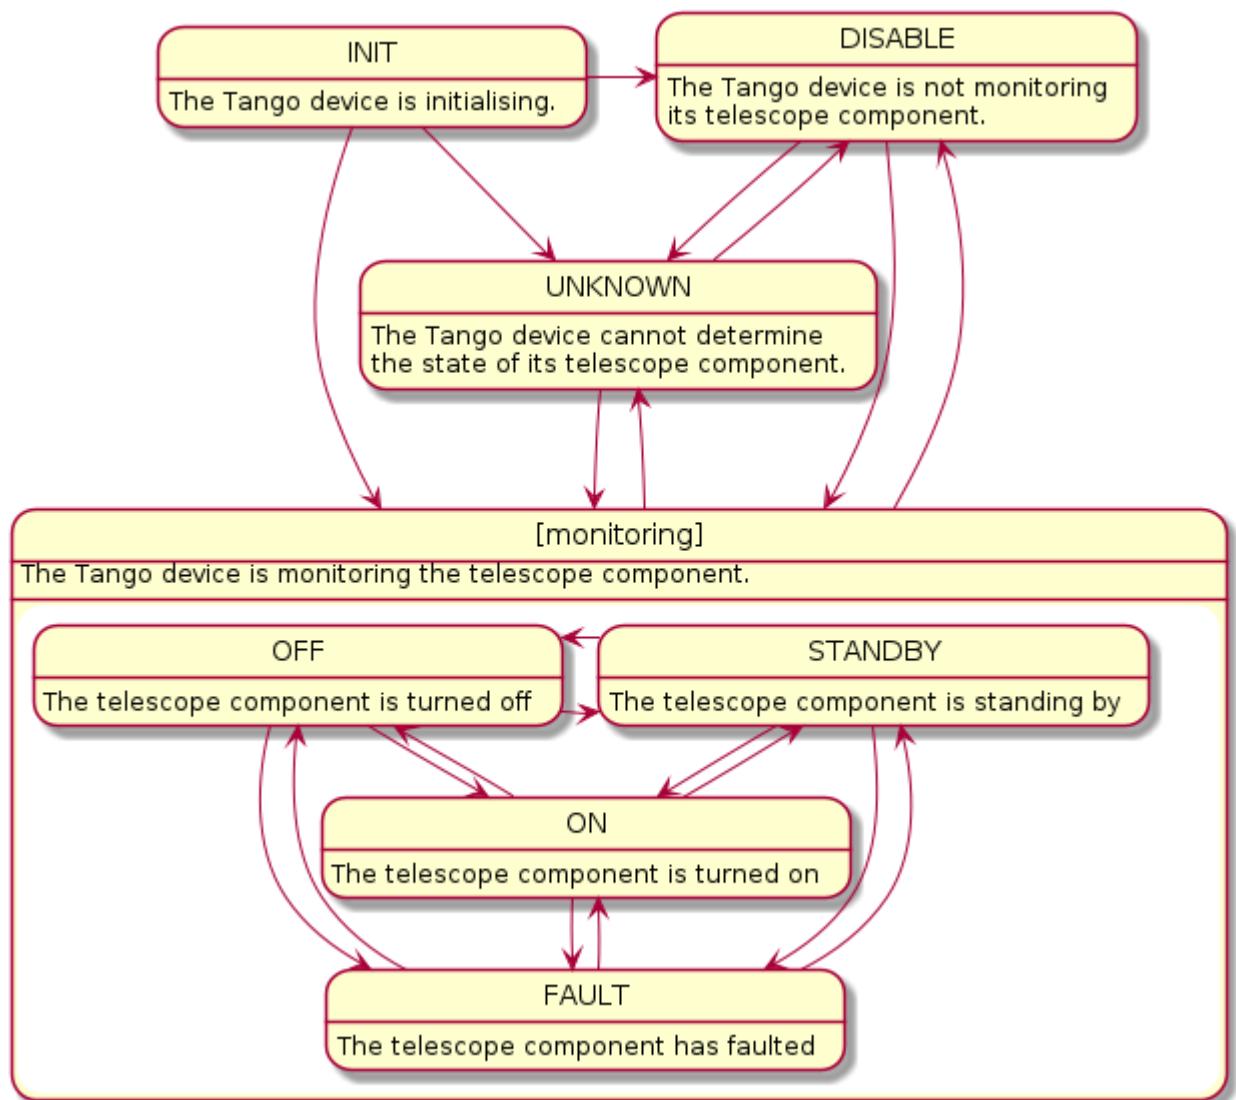 INIT
The Tango device is initialising.
DISABLE
The Tango device is not monitoring
its telescope component.
UNKNOWN
The Tango device cannot determine
the state of its telescope component.
[monitoring]
The Tango device is monitoring the telescope component.
OFF
The telescope component is turned off
STANDBY
The telescope component is standing by
ON
The telescope component is turned on
FAULT
The telescope component has faulted